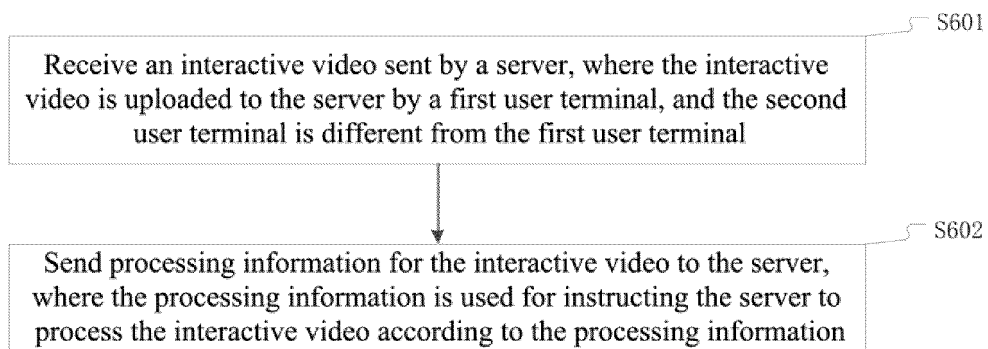 S601
Receive an interactive video sent by a server, where the interactive
video is uploaded to the server by a first user terminal, and the second
user terminal is different from the first user terminal
S602
Send processing information for the interactive video to the server,
where the processing information is used for instructing the server to
process the interactive video according to the processing information